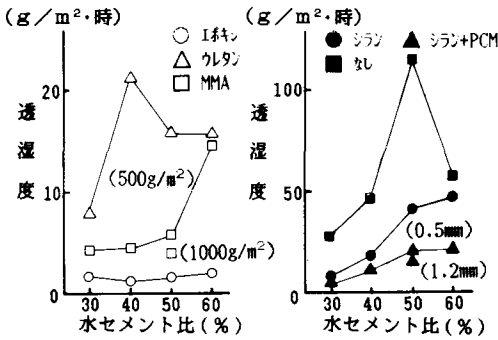 (g/m²・時)
○ エポキシ
△ ウレタン
□ MMA
透湿度
20
10
0
(500g/m²)
(1000g/m²)
30 40 50 60
水セメント比(%)
(g/m²・時)
● シラン ▲ シラン+PCM
■ なし
透湿度
100
50
0
(0.5mm)
(1.2mm)
30 40 50 60
水セメント比(%)